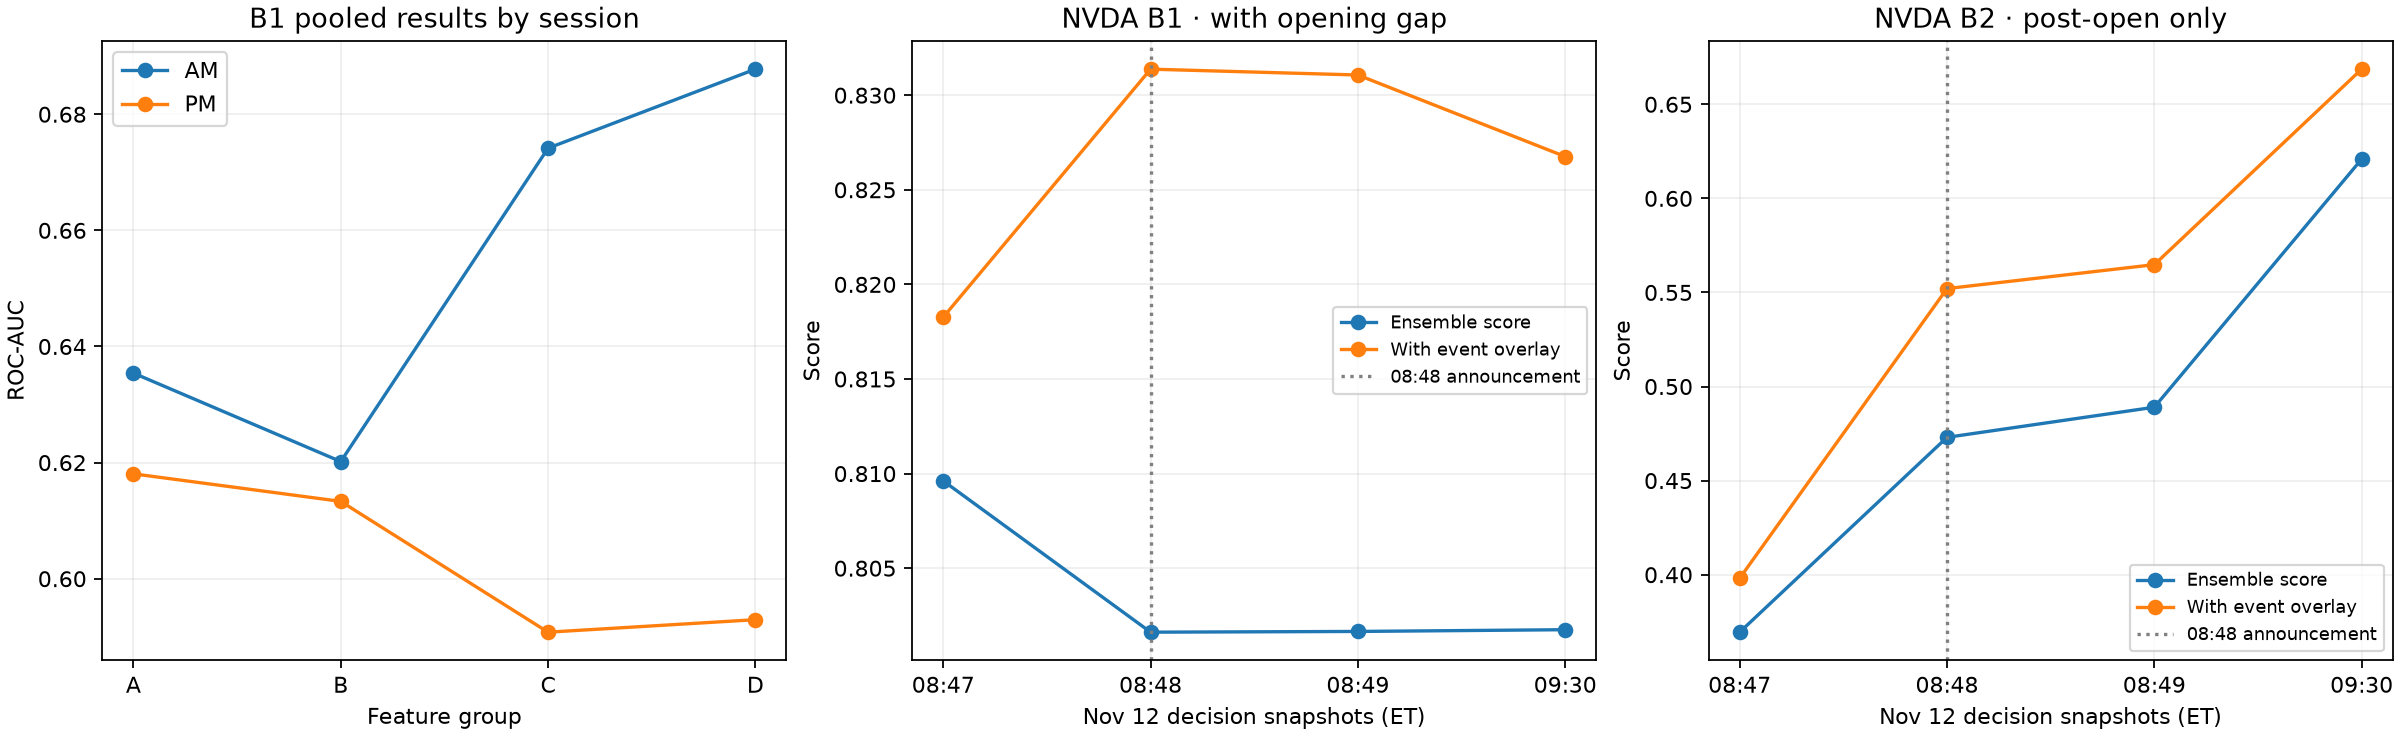 B1 pooled results by session
AM
PM
0.68
0.66
0.64
0.62
0.60
ROC-AUC
A B C D
Feature group
NVDA B1 · with opening gap
0.830
0.825
0.820
0.815
0.810
0.805
Score
Ensemble score
With event overlay
08:48 announcement
08:47 08:48 08:49 09:30
Nov 12 decision snapshots (ET)
NVDA B2 · post-open only
0.65
0.60
0.55
0.50
0.45
0.40
Score
Ensemble score
With event overlay
08:48 announcement
08:47 08:48 08:49 09:30
Nov 12 decision snapshots (ET)